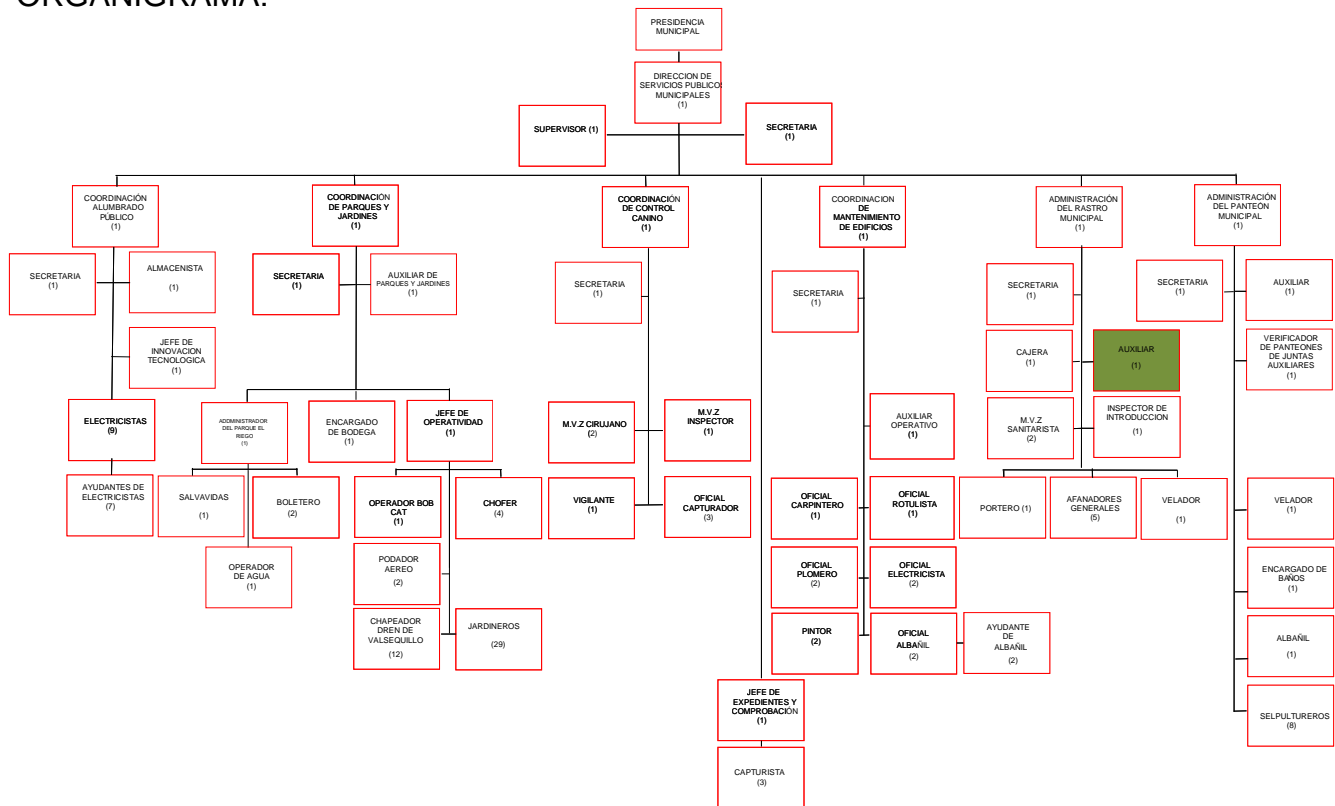 ORGANIGRAMA:
PRESIDENCIA
MUNICIPAL
DIRECCION DE
SERVICIOS PUBLICOS
MUNICIPALES
(1)
SUPERVISOR (1)
SECRETARIA
(1)
COORDINACIÓN
ALUMBRADO
PÚBLICO
(1)
SECRETARIA
(1)
ALMACENISTA
(1)
JEFE DE
INNOVACION
TECNOLOGICA
(1)
ELECTRICISTAS
(9)
AYUDANTES DE
ELECTRICISTAS
(7)
COORDINACIÓN
DE PARQUES Y
JARDINES
(1)
SECRETARIA
(1)
AUXILIAR DE
PARQUES Y JARDINES
(1)
ADDMINISTRADOR
DEL PARQUE EL
RIEGO
(1)
SALVAVIDAS
(1)
BOLETERO
(2)
OPERADOR
DE AGUA
(1)
ENCARGADO
DE BODEGA
(1)
JEFE DE
OPERATIVIDAD
(1)
OPERADOR BOB
CAT
(1)
CHOFER
(4)
PODADOR
AEREO
(2)
CHAPEADOR
DREN DE
VALSEQUILLO
(12)
JARDINEROS
(29)
COORDINACIÓN
DE CONTROL
CANINO
(1)
SECRETARIA
(1)
M.V.Z CIRUJANO
(2)
M.V.Z
INSPECTOR
(1)
VIGILANTE
(1)
OFICIAL
CAPTURADOR
(3)
JEFE DE
EXPEDIENTES Y
COMPROBACIÓN
(1)
CAPTURISTA
(3)
COORDINACION
DE
MANTENIMIENTO
DE EDIFICIOS
(1)
SECRETARIA
(1)
AUXILIAR
OPERATIVO
(1)
OFICIAL
CARPINTERO
(1)
OFICIAL
ROTULISTA
(1)
OFICIAL
PLOMERO
(2)
OFICIAL
ELECTRICISTA
(2)
PINTOR
(2)
OFICIAL
ALBAÑIL
(2)
AYUDANTE
DE
ALBAÑIL
(2)
ADMINISTRACIÓN
DEL RASTRO
MUNICIPAL
(1)
SECRETARIA
(1)
CAJERA
(1)
AUXILIAR
(1)
M.V.Z
SANITARISTA
(2)
INSPECTOR DE
INTRODUCCION
(1)
PORTERO (1)
AFANADORES
GENERALES
(5)
VELADOR
(1)
ADMINISTRACIÓN
DEL PANTEÓN
MUNICIPAL
(1)
SECRETARIA
(1)
AUXILIAR
(1)
VERIFICADOR
DE PANTEONES
DE JUNTAS
AUXILIARES
(1)
VELADOR
(1)
ENCARGADO DE
BAÑOS
(1)
ALBAÑIL
(1)
SELPULTUREROS
(8)